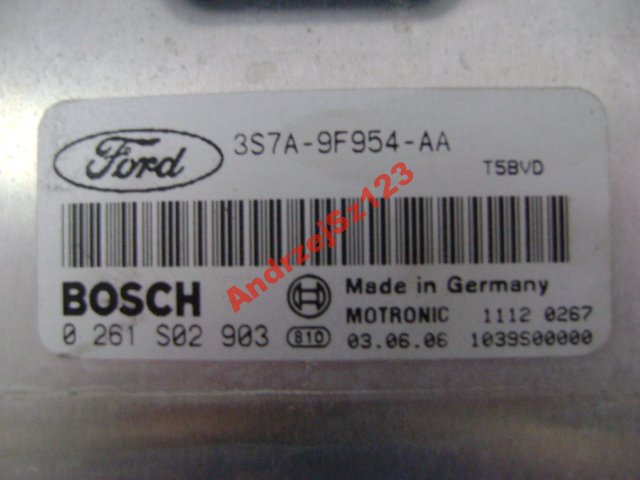 Ford 3S7A-9F954-AA
T5BVD
BOSCH Made in Germany
0 261 S02 903 810 MOTRONIC 1112 0267
03.06.06 1039S00000
AndrzejSz123